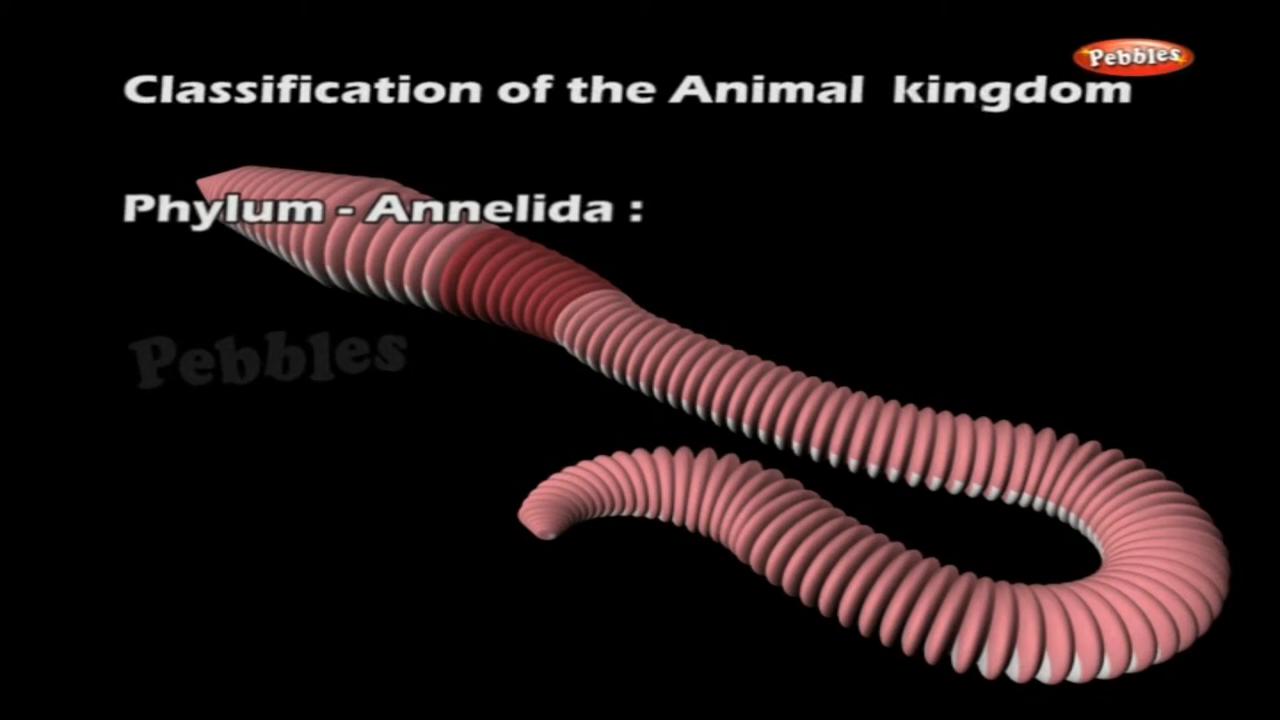 Pebbles
Classification of the Animal kingdom
Phylum - Annelida :
Pebbles